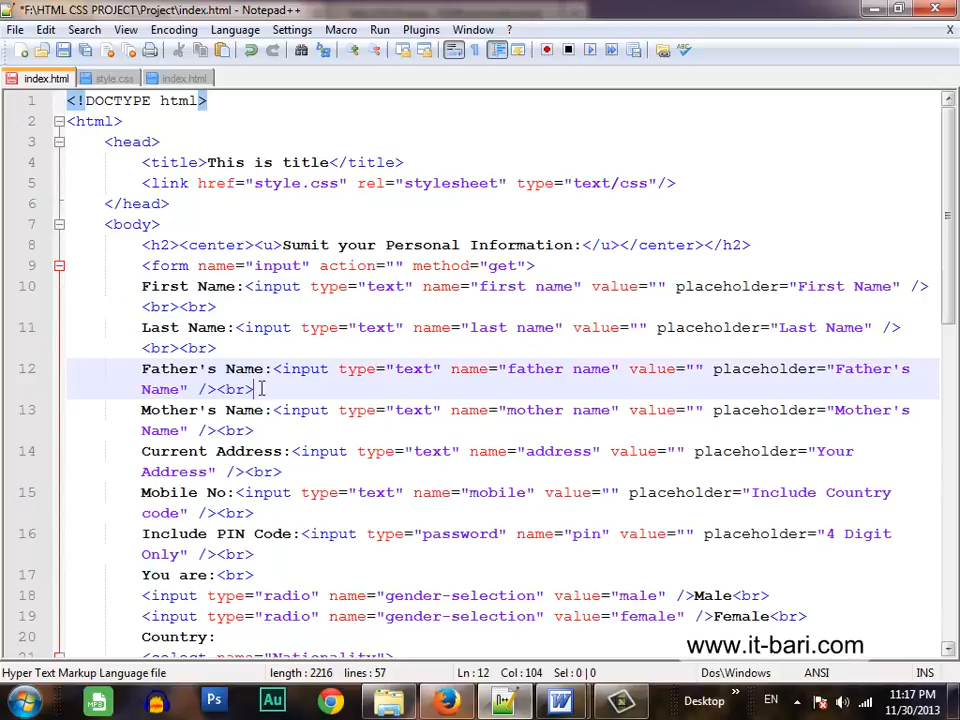 *F:\HTML CSS PROJECT\Project\index.html - Notepad++
File Edit Search View Encoding Language Settings Macro Run Plugins Window ? X
index.html style.css index.html
1 <!DOCTYPE html>
2 <html>
3 <head>
4 <title>This is title</title>
5 <link href="style.css" rel="stylesheet" type="text/css"/>
6 </head>
7 <body>
8 <h2><center><u>Sumit your Personal Information:</u></center></h2>
9 <form name="input" action="" method="get">
10 First Name:<input type="text" name="first name" value="" placeholder="First Name" />
<br><br>
11 Last Name:<input type="text" name="last name" value="" placeholder="Last Name" />
<br><br>
12 Father's Name:<input type="text" name="father name" value="" placeholder="Father's
Name" /><br>
13 Mother's Name:<input type="text" name="mother name" value="" placeholder="Mother's
Name" /><br>
14 Current Address:<input type="text" name="address" value="" placeholder="Your
Address" /><br>
15 Mobile No:<input type="text" name="mobile" value="" placeholder="Include Country
code" /><br>
16 Include PIN Code:<input type="password" name="pin" value="" placeholder="4 Digit
Only" /><br>
17 You are:<br>
18 <input type="radio" name="gender-selection" value="male" />Male<br>
19 <input type="radio" name="gender-selection" value="female" />Female<br>
20 Country:
21 <select name="Nationality">
www.it-bari.com
Hyper Text Markup Language file length : 2216 lines : 57 Ln : 12 Col : 104 Sel : 0 | 0 Dos\Windows ANSI INS
MP3 Ps Au W Desktop » EN 11:17 PM
11/30/2013